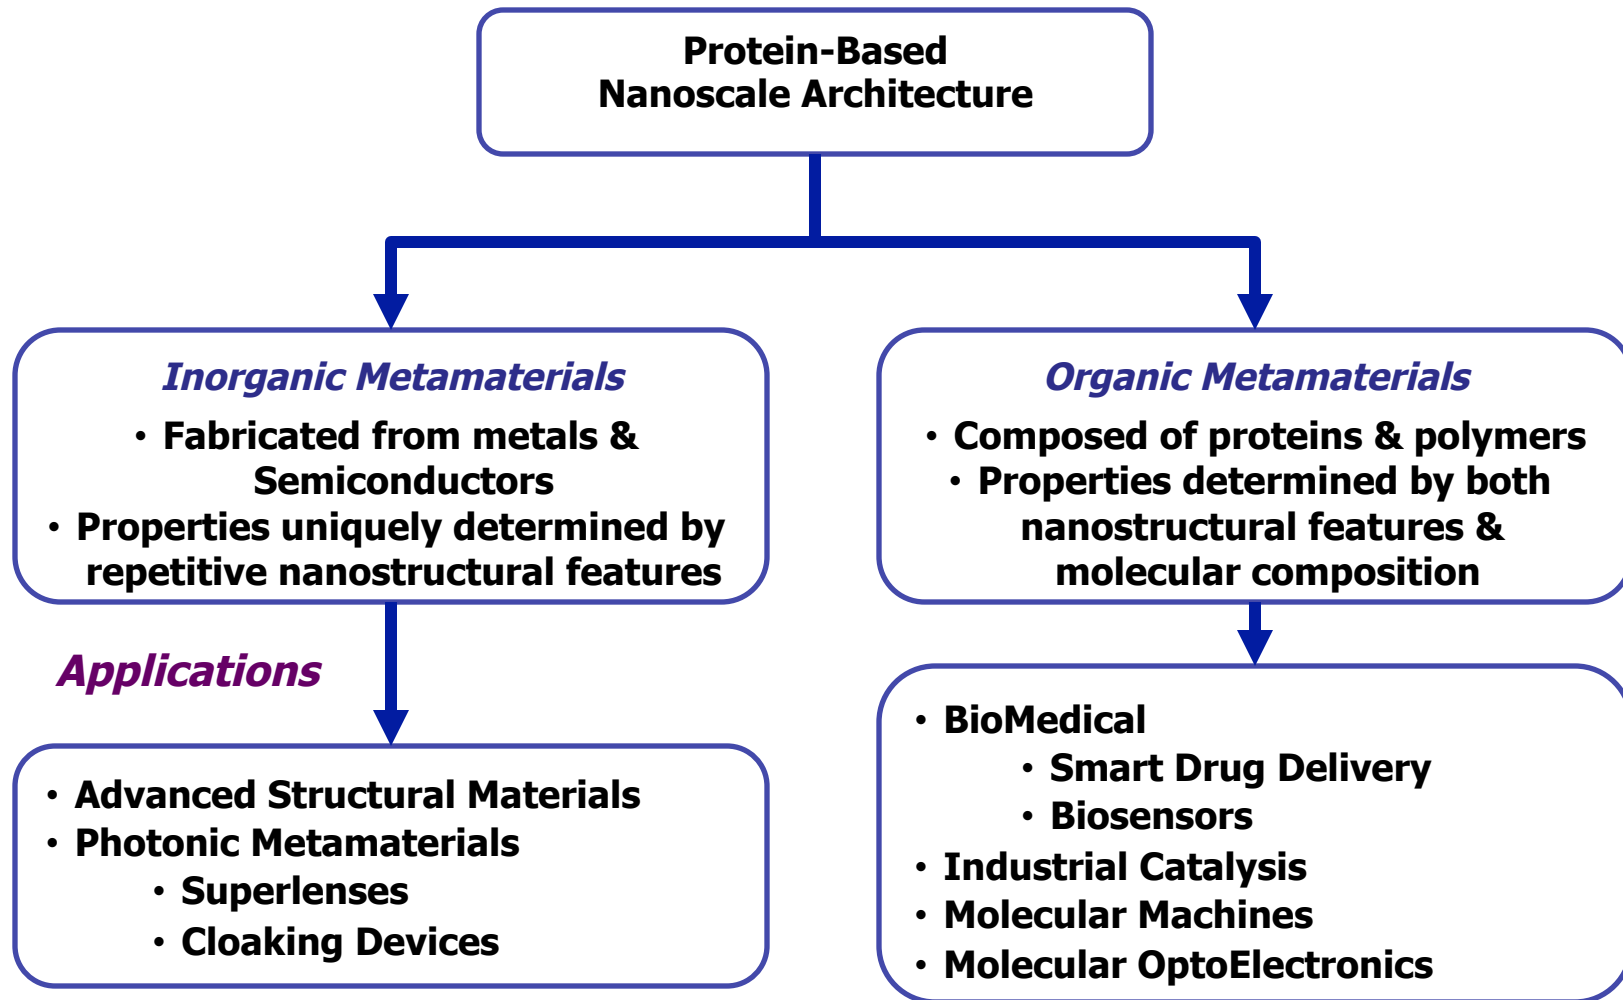 Protein-Based
Nanoscale Architecture
Inorganic Metamaterials
• Fabricated from metals &
Semiconductors
• Properties uniquely determined by
repetitive nanostructural features
Organic Metamaterials
• Composed of proteins & polymers
• Properties determined by both
nanostructural features &
molecular composition
Applications
• Advanced Structural Materials
• Photonic Metamaterials
• Superlenses
• Cloaking Devices
• BioMedical
• Smart Drug Delivery
• Biosensors
• Industrial Catalysis
• Molecular Machines
• Molecular OptoElectronics